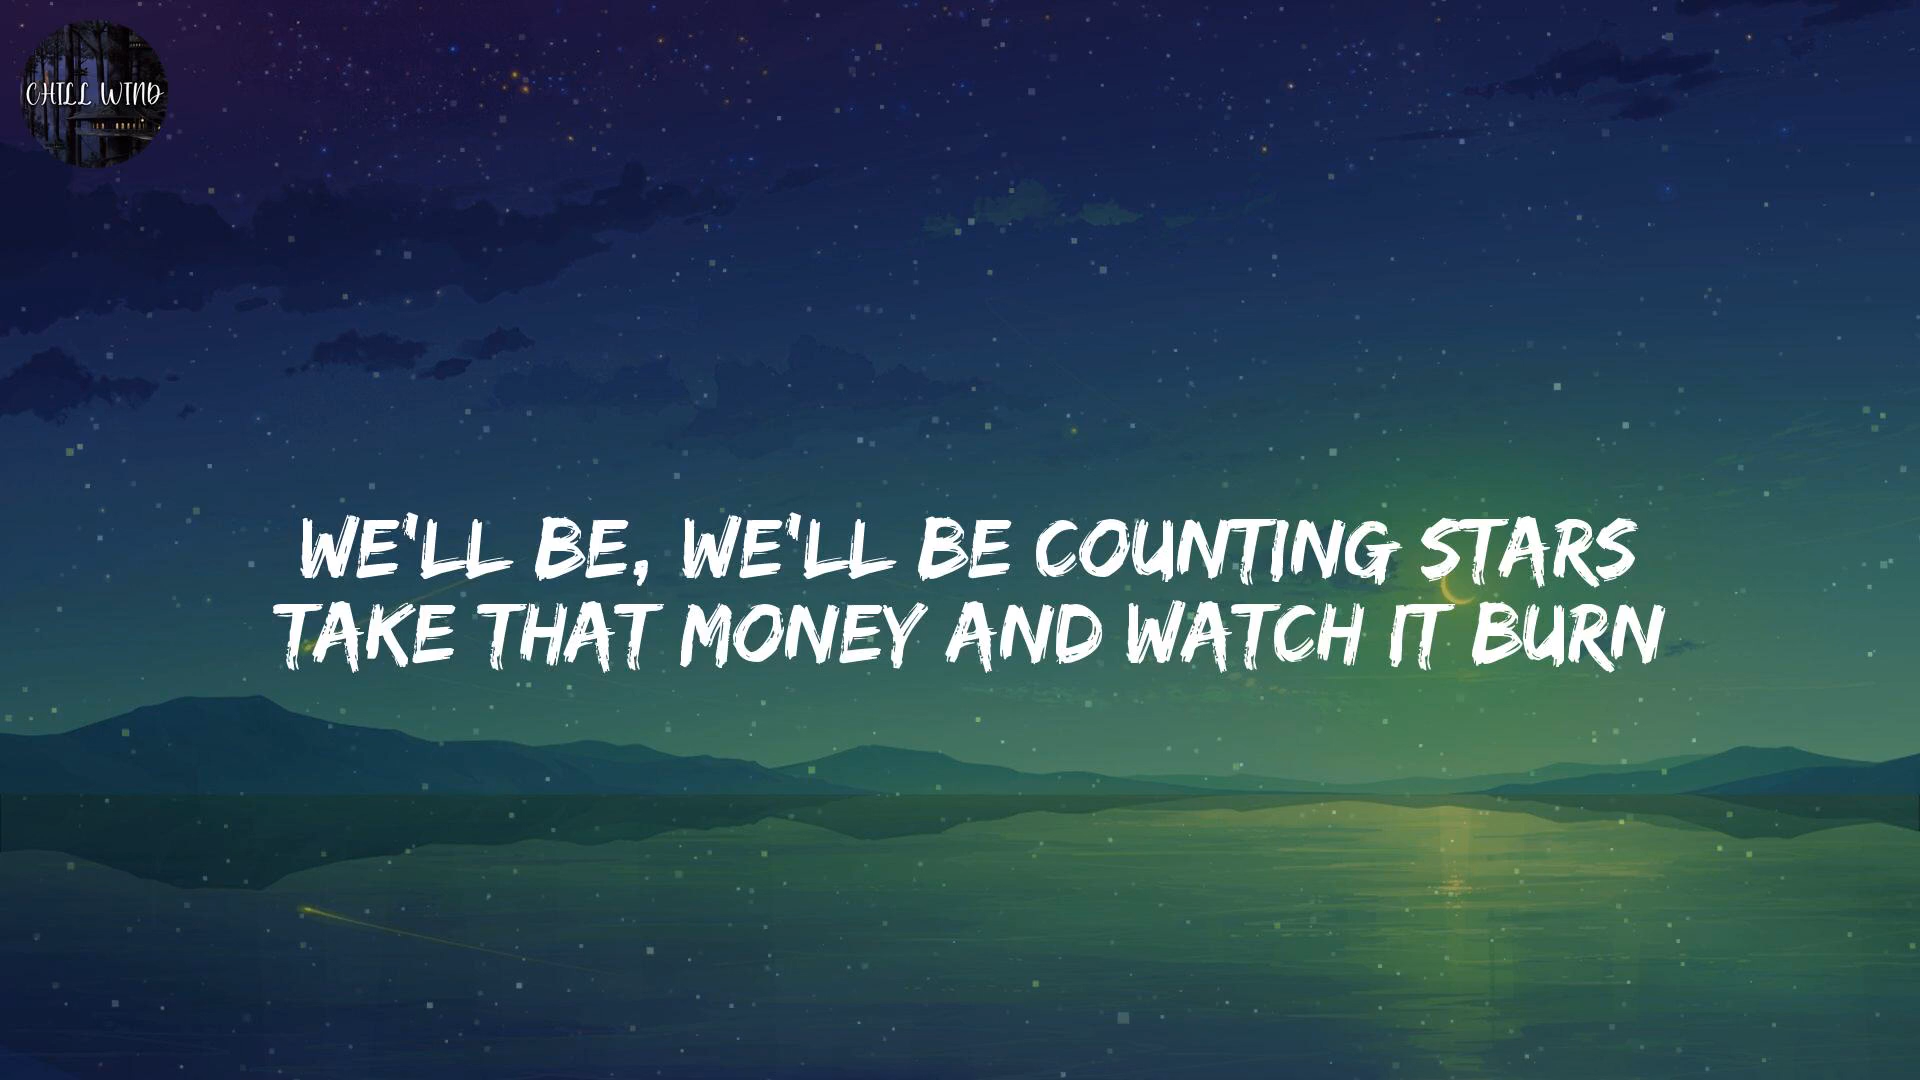 CHILL WIND
WE'LL BE, WE'LL BE COUNTING STARS
TAKE THAT MONEY AND WATCH IT BURN